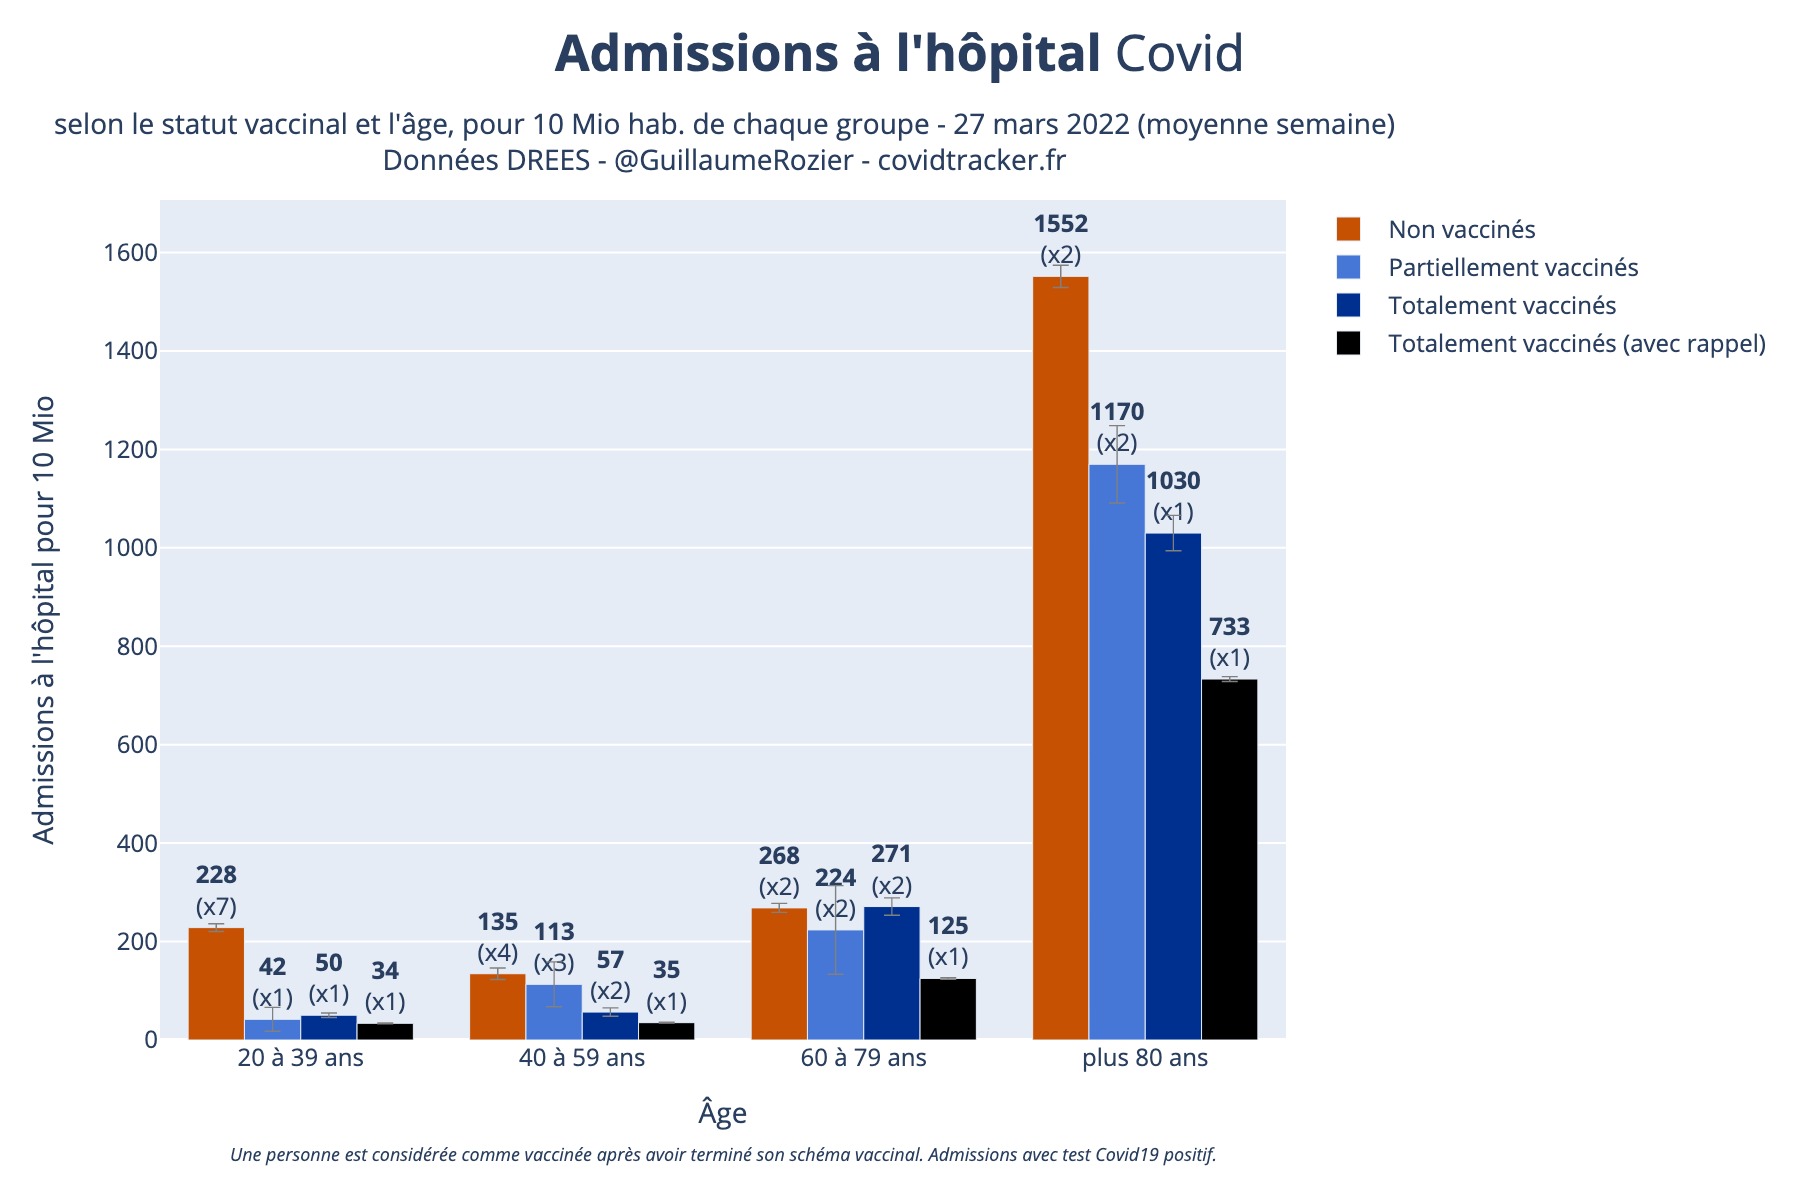 Admissions à l'hôpital Covid
selon le statut vaccinal et l'âge, pour 10 Mio hab. de chaque groupe - 27 mars 2022 (moyenne semaine)
Données DREES - @GuillaumeRozier - covidtracker.fr
Non vaccinés
Partiellement vaccinés
Totalement vaccinés
Totalement vaccinés (avec rappel)
Admissions à l'hôpital pour 10 Mio
1600
1400
1200
1000
800
600
400
200
0
228
(x7)
42
(x1)
50
(x1)
34
(x1)
135
(x4)
113
(x3)
57
(x2)
35
(x1)
268
(x2)
224
(x2)
271
(x2)
125
(x1)
1552
(x2)
1170
(x2)
1030
(x1)
733
(x1)
20 à 39 ans
40 à 59 ans
60 à 79 ans
plus 80 ans
Âge
Une personne est considérée comme vaccinée après avoir terminé son schéma vaccinal. Admissions avec test Covid19 positif.